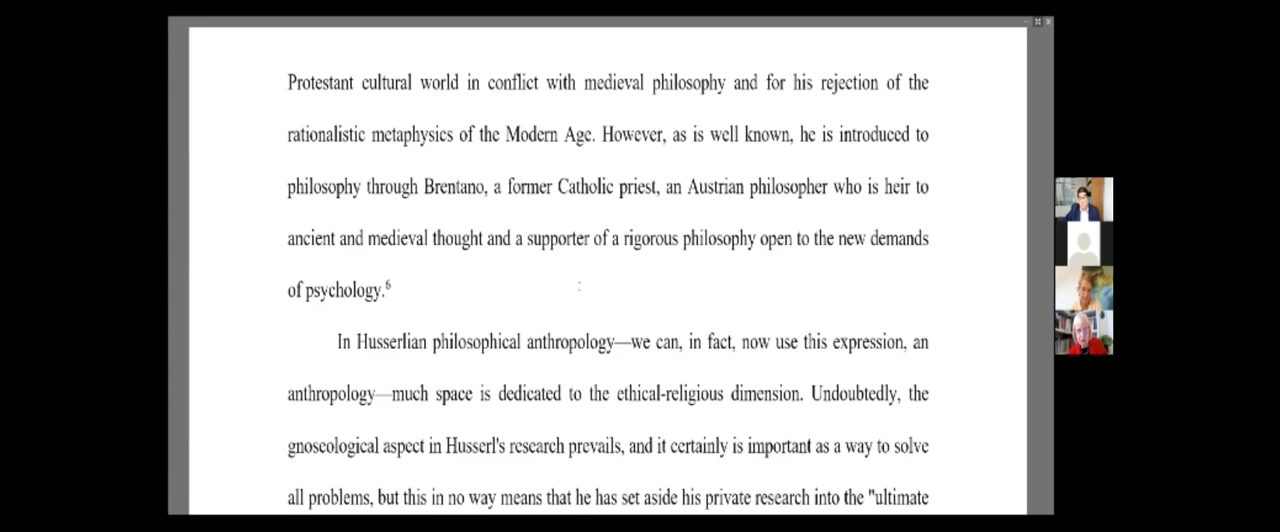 Protestant cultural world in conflict with medieval philosophy and for his rejection of the
rationalistic metaphysics of the Modern Age. However, as is well known, he is introduced to
philosophy through Brentano, a former Catholic priest, an Austrian philosopher who is heir to
ancient and medieval thought and a supporter of a rigorous philosophy open to the new demands
of psychology.⁶
In Husserlian philosophical anthropology—we can, in fact, now use this expression, an
anthropology—much space is dedicated to the ethical-religious dimension. Undoubtedly, the
gnoseological aspect in Husserl's research prevails, and it certainly is important as a way to solve
all problems, but this in no way means that he has set aside his private research into the "ultimate